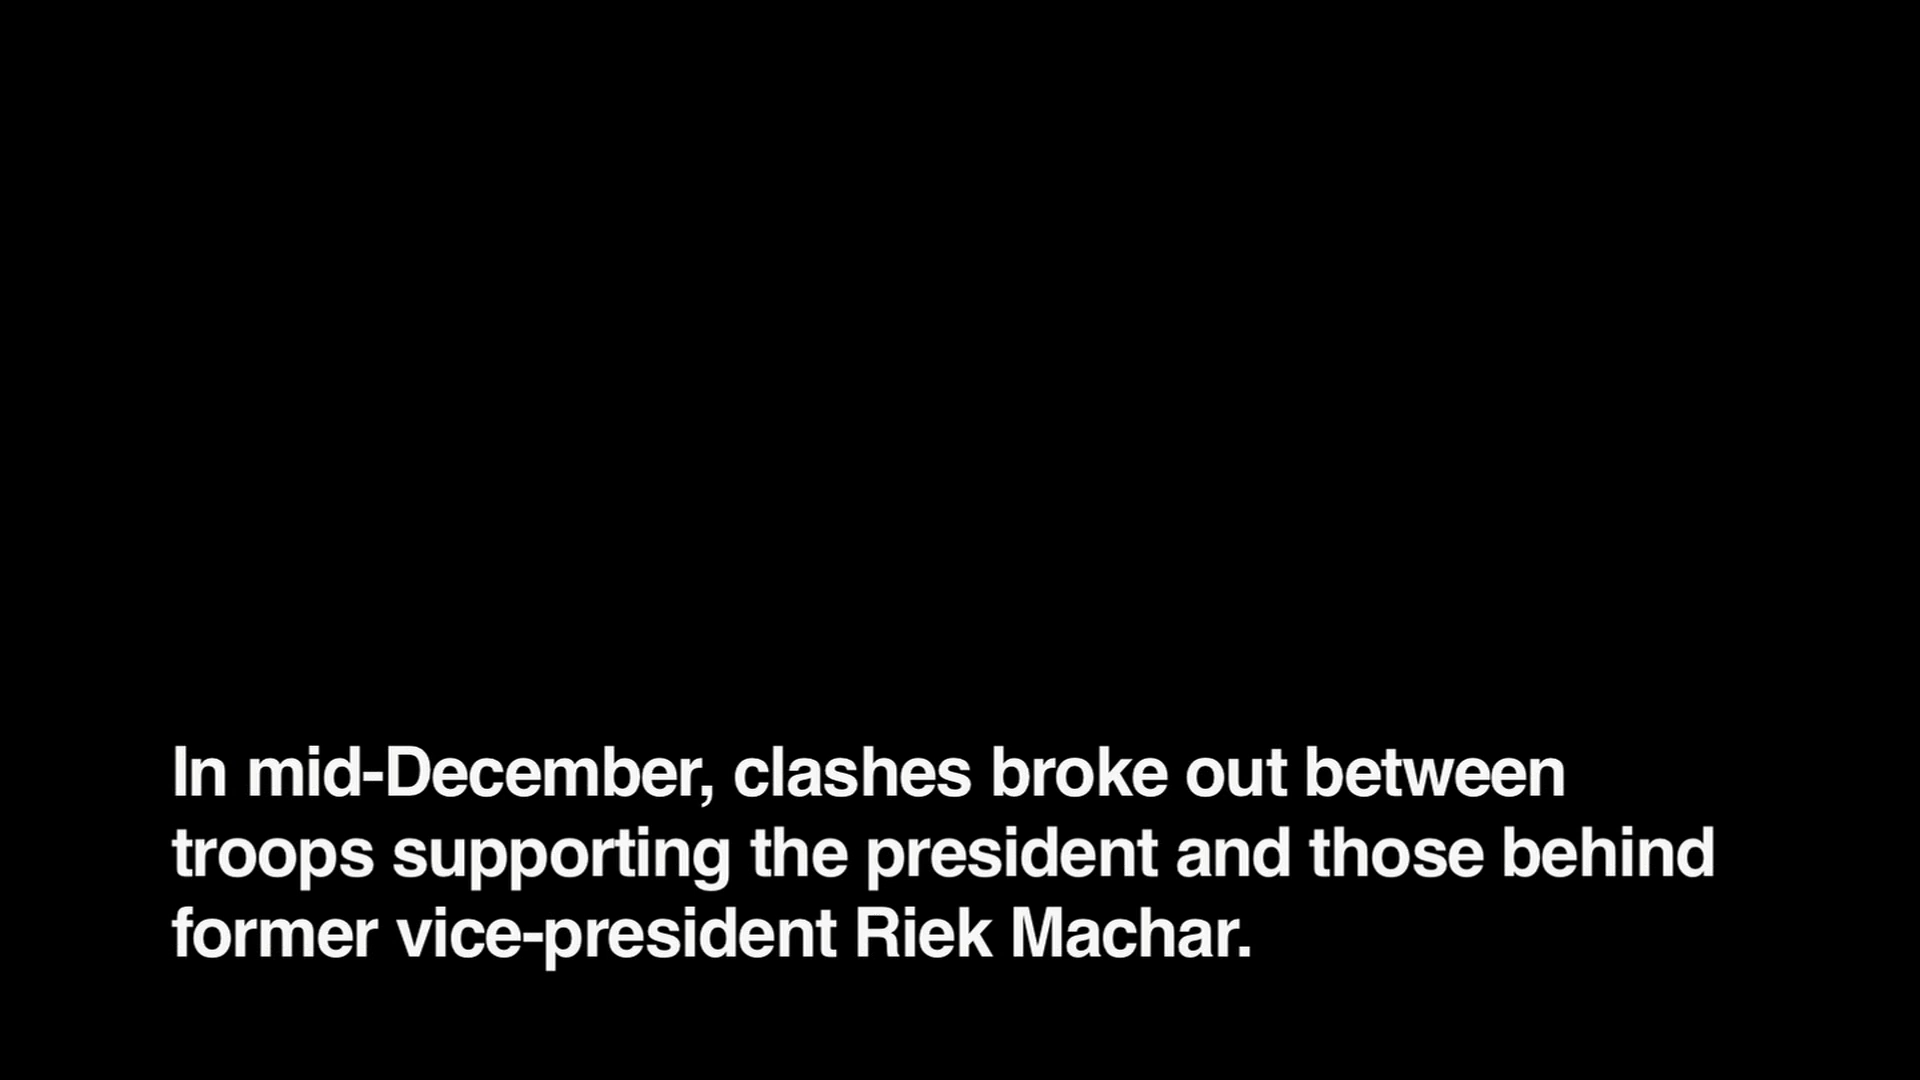 In mid-December, clashes broke out between
troops supporting the president and those behind
former vice-president Riek Machar.